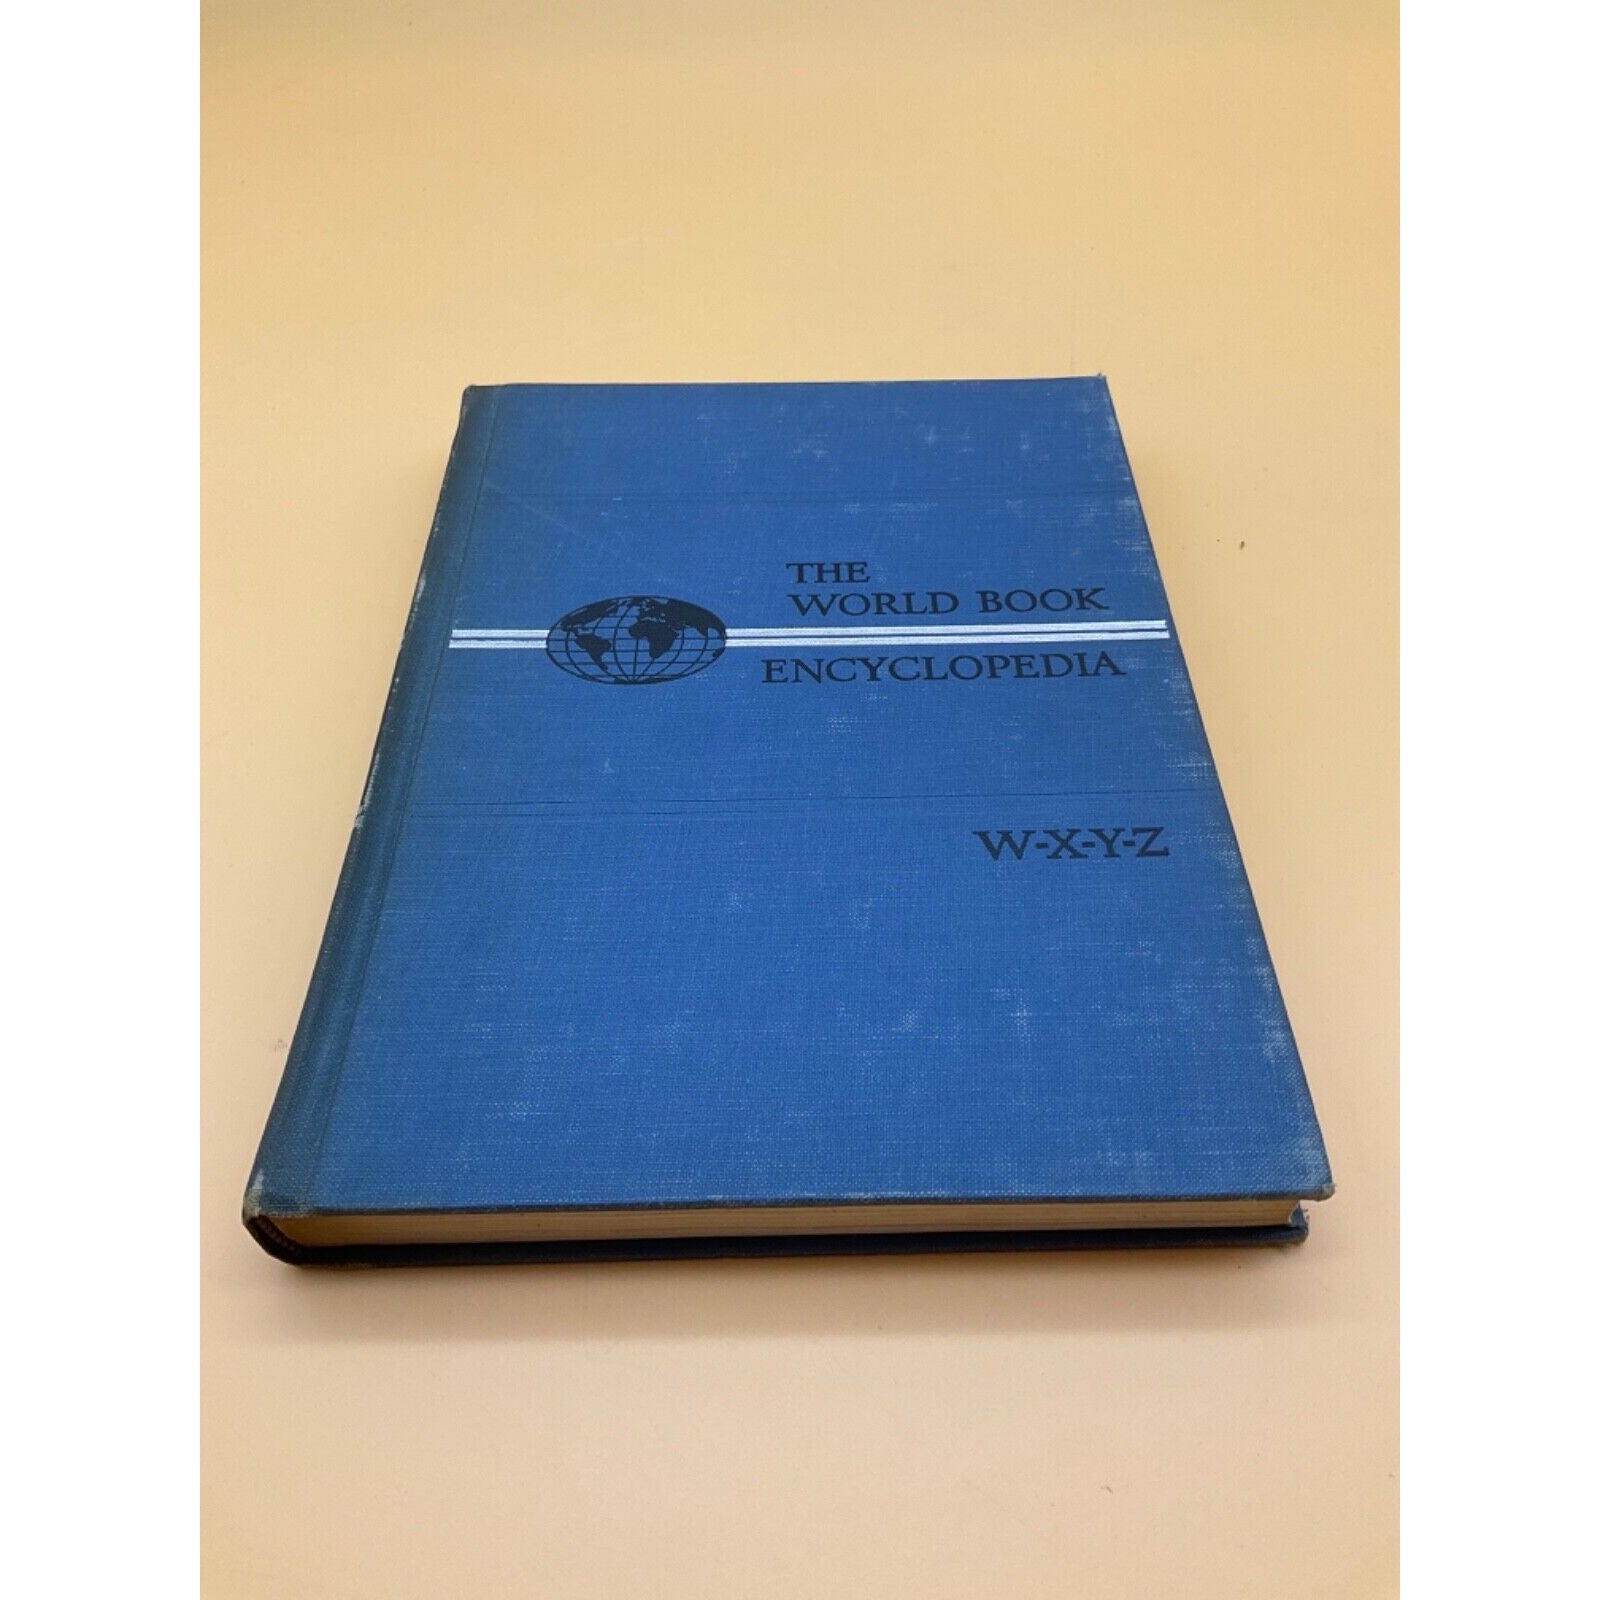 THE
WORLD BOOK
ENCYCLOPEDIA
W-X-Y-Z